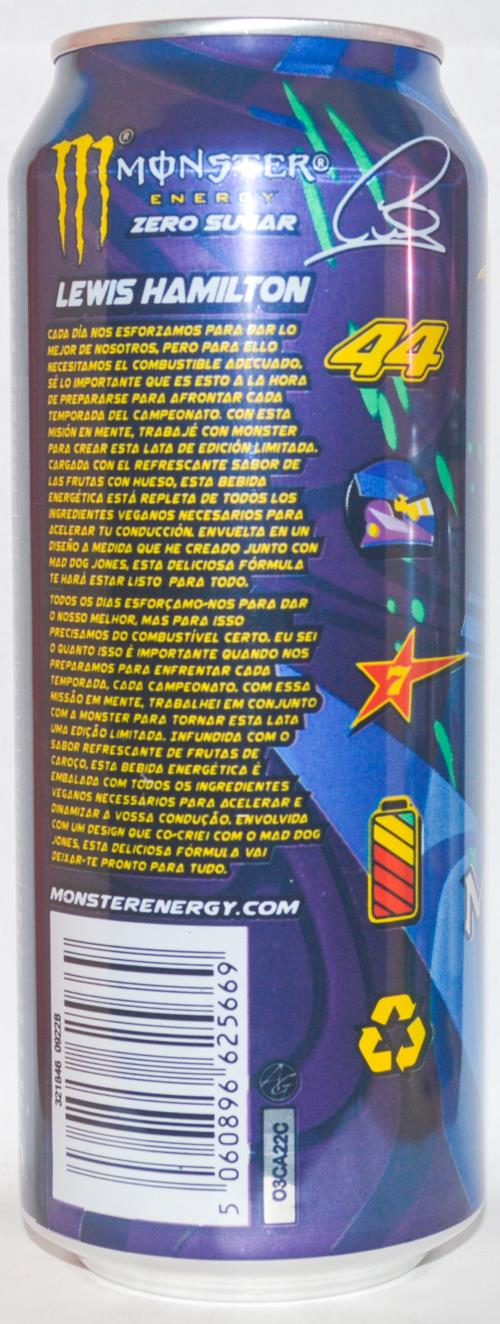 MONSTER®
ENERGY
ZERO SUGAR
LEWIS HAMILTON
44
CADA DÍA NOS ESFORZAMOS PARA DAR LO
MEJOR DE NOSOTROS, PERO PARA ELLO
NECESITAMOS EL COMBUSTIBLE ADECUADO.
SÉ LO IMPORTANTE QUE ES ESTO A LA HORA
DE PREPARARSE PARA AFRONTAR CADA
TEMPORADA DEL CAMPEONATO. CON ESTA
MISIÓN EN MENTE, TRABAJÉ CON MONSTER
PARA CREAR ESTA LATA DE EDICIÓN LIMITADA.
CARGADA CON EL REFRESCANTE SABOR DE
LAS FRUTAS CON HUESO, ESTA BEBIDA
ENERGÉTICA ESTÁ REPLETA DE TODOS LOS
INGREDIENTES VEGANOS NECESARIOS PARA
ACELERAR TU CONDUCCIÓN. ENVUELTA EN UN
DISEÑO A MEDIDA QUE HE CREADO JUNTO CON
MAD DOG JONES, ESTA DELICIOSA FÓRMULA
TE HARÁ ESTAR LISTO PARA TODO.
TODOS OS DIAS ESFORÇAMO-NOS PARA DAR
O NOSSO MELHOR, MAS PARA ISSO
PRECISAMOS DO COMBUSTÍVEL CERTO. EU SEI
O QUANTO ISSO É IMPORTANTE QUANDO NOS
PREPARAMOS PARA ENFRENTAR CADA
TEMPORADA, CADA CAMPEONATO. COM ESSA
MISSÃO EM MENTE, TRABALHEI EM CONJUNTO
COM A MONSTER PARA TORNAR ESTA LATA
UMA EDIÇÃO LIMITADA. INFUNDIDA COM O
SABOR REFRESCANTE DE FRUTAS DE
CAROÇO, ESTA BEBIDA ENERGÉTICA É
EMBALADA COM TODOS OS INGREDIENTES
VEGANOS NECESSÁRIOS PARA ACELERAR E
DINAMIZAR A VOSSA CONDUÇÃO. ENVOLVIDA
COM UM DESIGN QUE CO-CRIEI COM O MAD DOG
JONES, ESTA DELICIOSA FÓRMULA VAI
DEIXAR-TE PRONTO PARA TUDO.
7
MONSTERENERGY.COM
321846 0922B
5 060896 625669
03CA22C